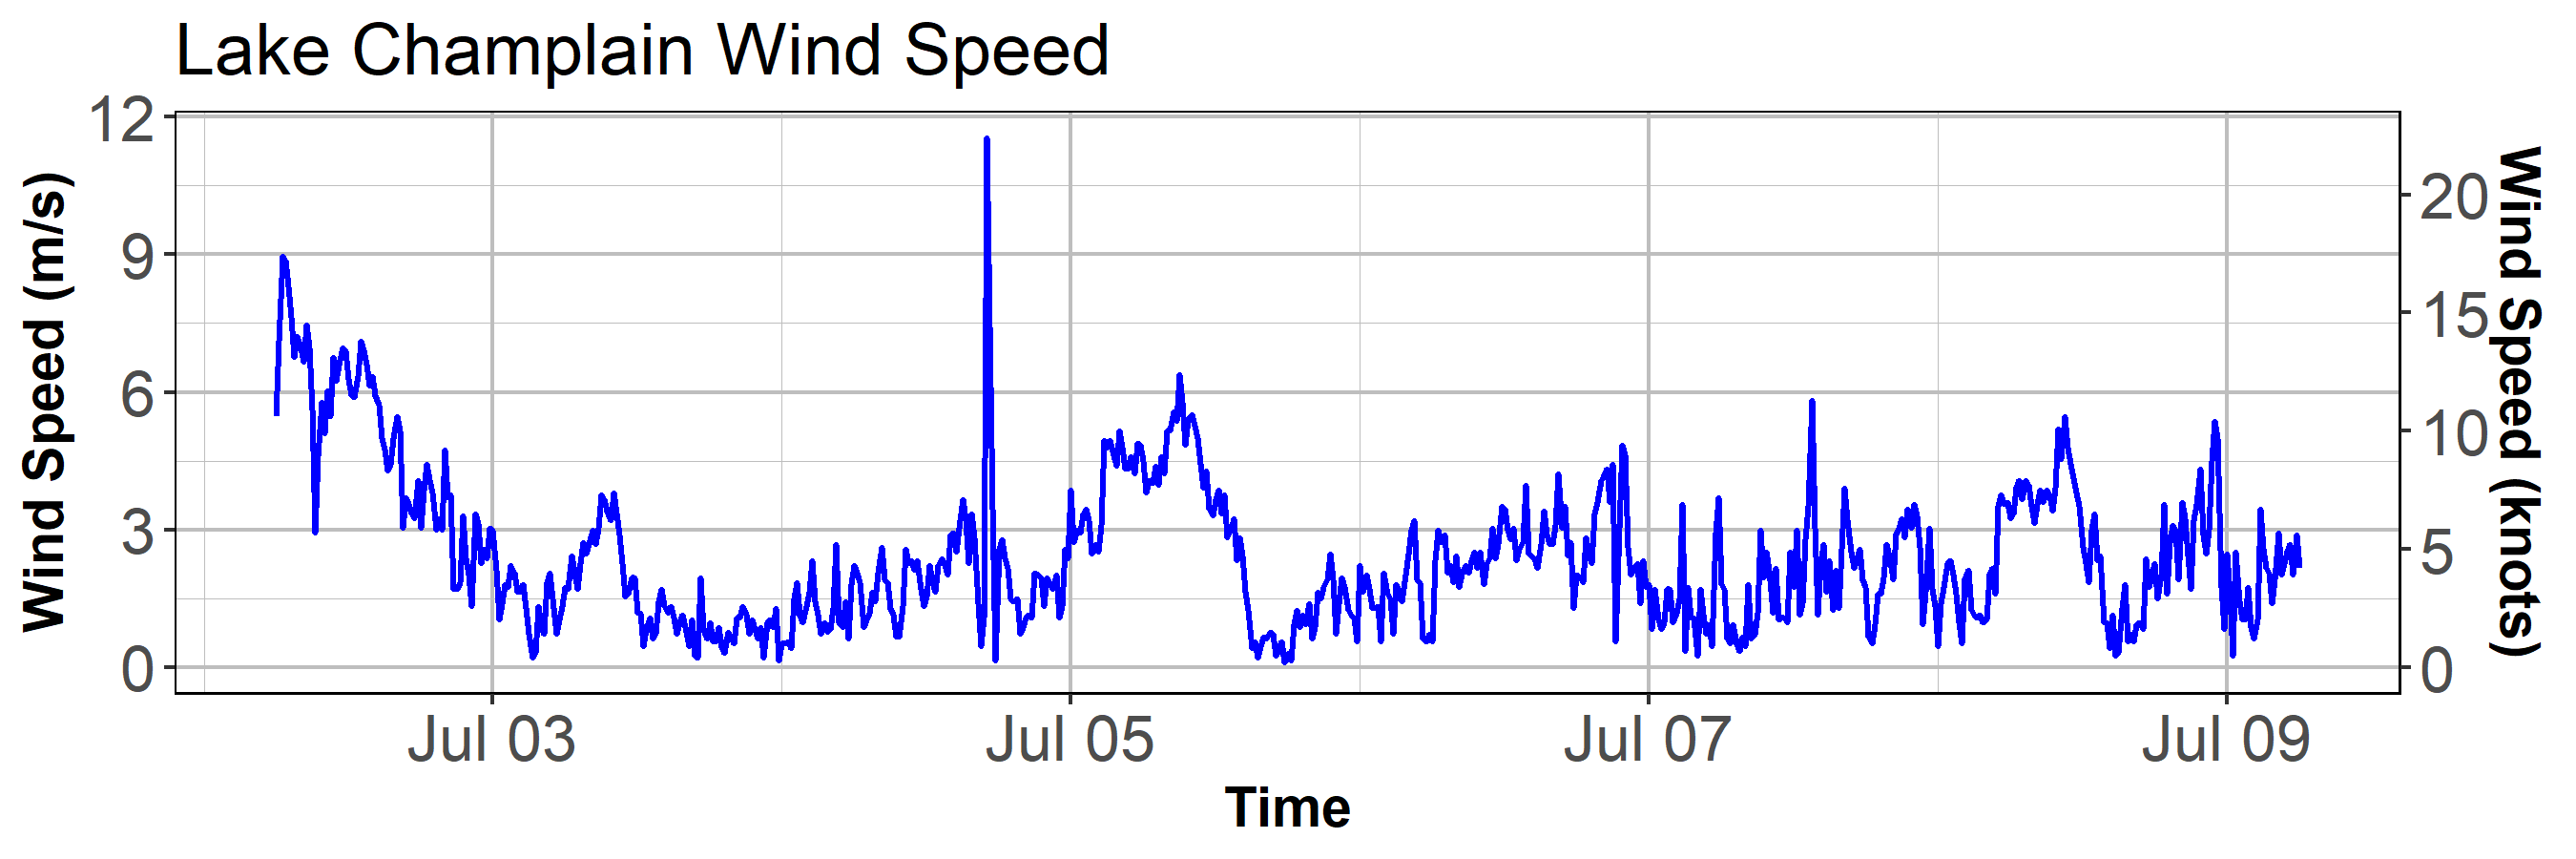 Lake Champlain Wind Speed
12
9
6
3
0
Wind Speed (m/s)
20
15
10
5
0
Wind Speed (knots)
Jul 03 Jul 05 Jul 07 Jul 09
Time